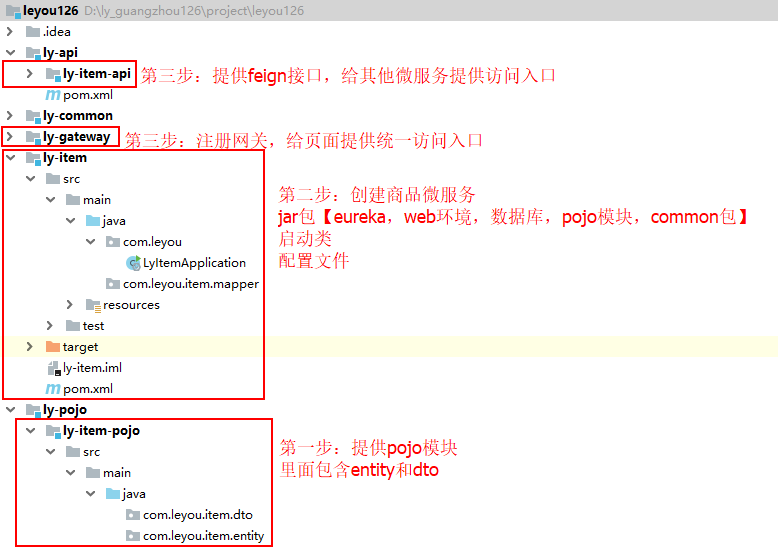 leyou126 D:\ly_guangzhou126\project\leyou126
.idea
ly-api
ly-item-api 第三步：提供feign接口，给其他微服务提供访问入口
pom.xml
ly-common
ly-gateway 第三步：注册网关，给页面提供统一访问入口
ly-item
src
main 第二步：创建商品微服务
java jar包【eureka，web环境，数据库，pojo模块，common包】
com.leyou 启动类
LyItemApplication 配置文件
com.leyou.item.mapper
resources
test
target
ly-item.iml
pom.xml
ly-pojo
ly-item-pojo 第一步：提供pojo模块
src 里面包含entity和dto
main
java
com.leyou.item.dto
com.leyou.item.entity